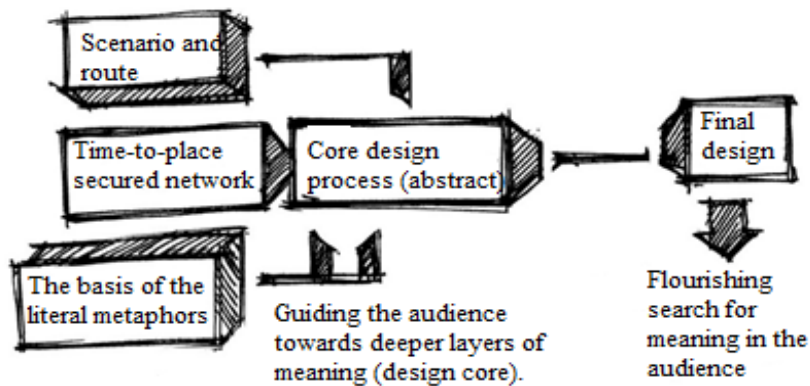 Scenario and
route
Time-to-place
secured network
Core design
process (abstract)
Final
design
The basis of the
literal metaphors
Guiding the audience
towards deeper layers of
meaning (design core).
Flourishing
search for
meaning in the
audience